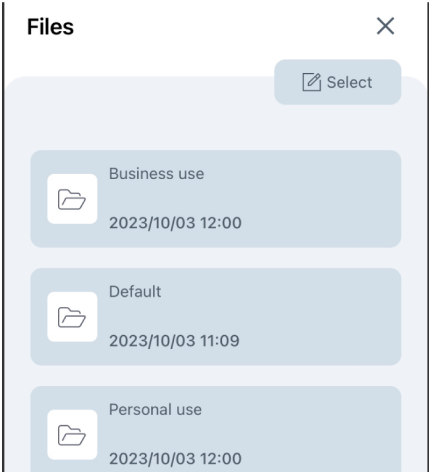 Files
Select
Business use
2023/10/03 12:00
Default
2023/10/03 11:09
Personal use
2023/10/03 12:00